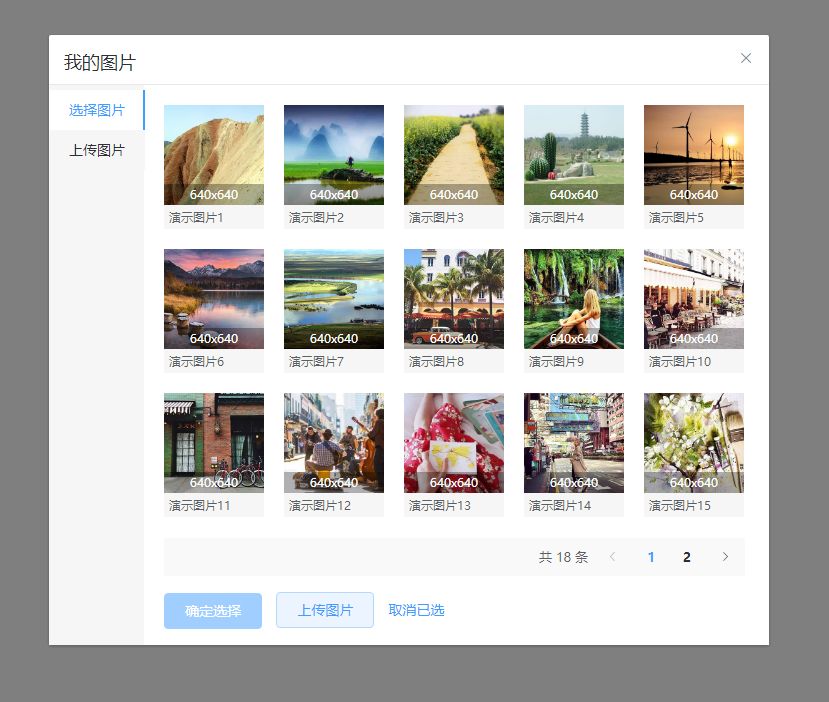 我的图片
选择图片
上传图片
640x640 640x640 640x640 640x640 640x640
演示图片1 演示图片2 演示图片3 演示图片4 演示图片5
640x640 640x640 640x640 640x640 640x640
演示图片6 演示图片7 演示图片8 演示图片9 演示图片10
640x640 640x640 640x640 640x640 640x640
演示图片11 演示图片12 演示图片13 演示图片14 演示图片15
共 18 条 1 2
确定选择 上传图片 取消已选